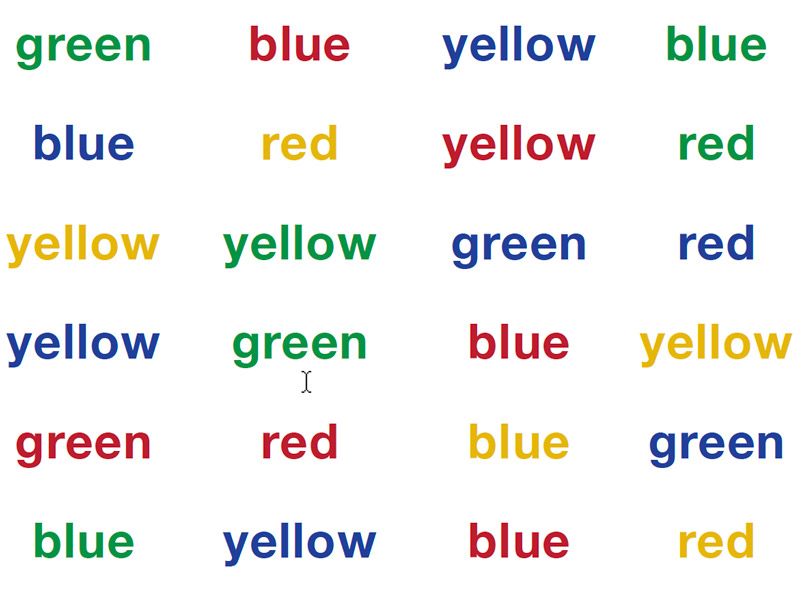 green blue yellow blue
blue red yellow red
yellow yellow green red
yellow green blue yellow
green red blue green
blue yellow blue red